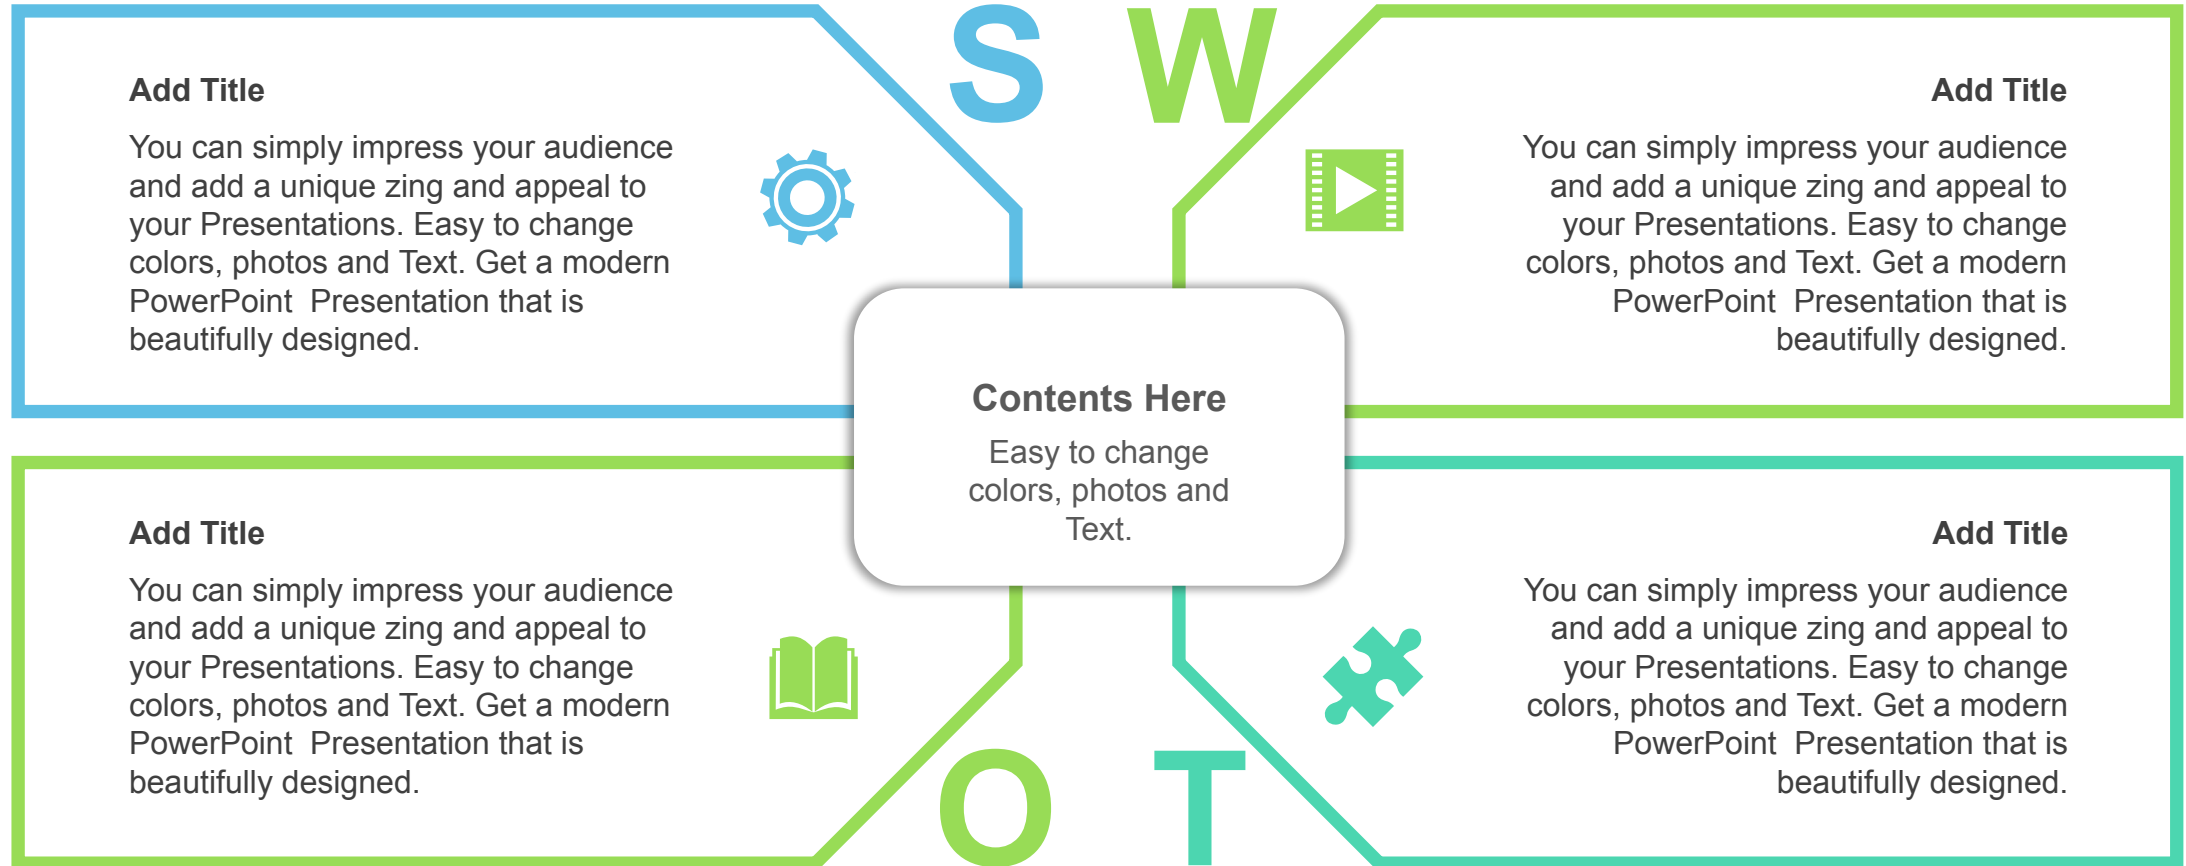 S W
Add Title
You can simply impress your audience
and add a unique zing and appeal to
your Presentations. Easy to change
colors, photos and Text. Get a modern
PowerPoint  Presentation that is
beautifully designed.
Add Title
You can simply impress your audience
and add a unique zing and appeal to
your Presentations. Easy to change
colors, photos and Text. Get a modern
PowerPoint  Presentation that is
beautifully designed.
Contents Here
Easy to change
colors, photos and
Text.
Add Title
You can simply impress your audience
and add a unique zing and appeal to
your Presentations. Easy to change
colors, photos and Text. Get a modern
PowerPoint  Presentation that is
beautifully designed.
Add Title
You can simply impress your audience
and add a unique zing and appeal to
your Presentations. Easy to change
colors, photos and Text. Get a modern
PowerPoint  Presentation that is
beautifully designed.
O T